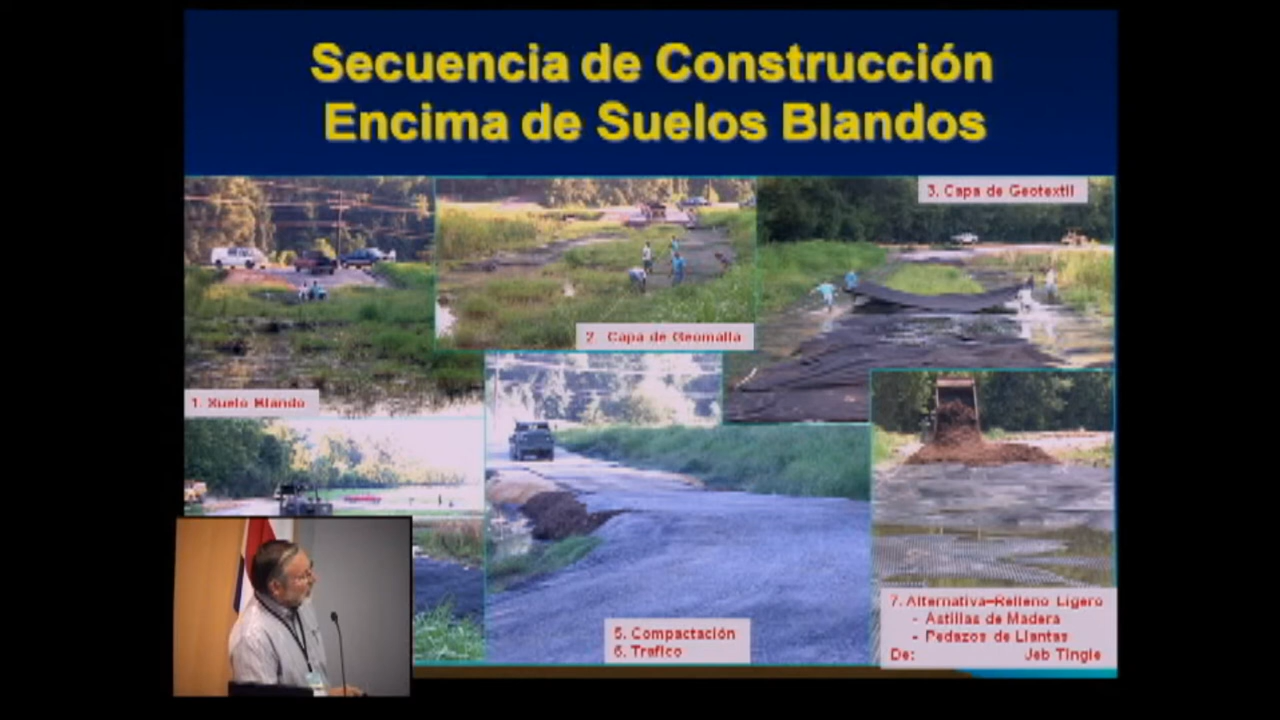 Secuencia de Construcción
Encima de Suelos Blandos
1. Suelo Blando
2. Capa de Geomalla
3. Capa de Geotextil
5. Compactación
6. Trafico
7. Alternativa–Relleno Ligero
- Astillas de Madera
- Pedazos de Llantas
De: Jeb Tingle